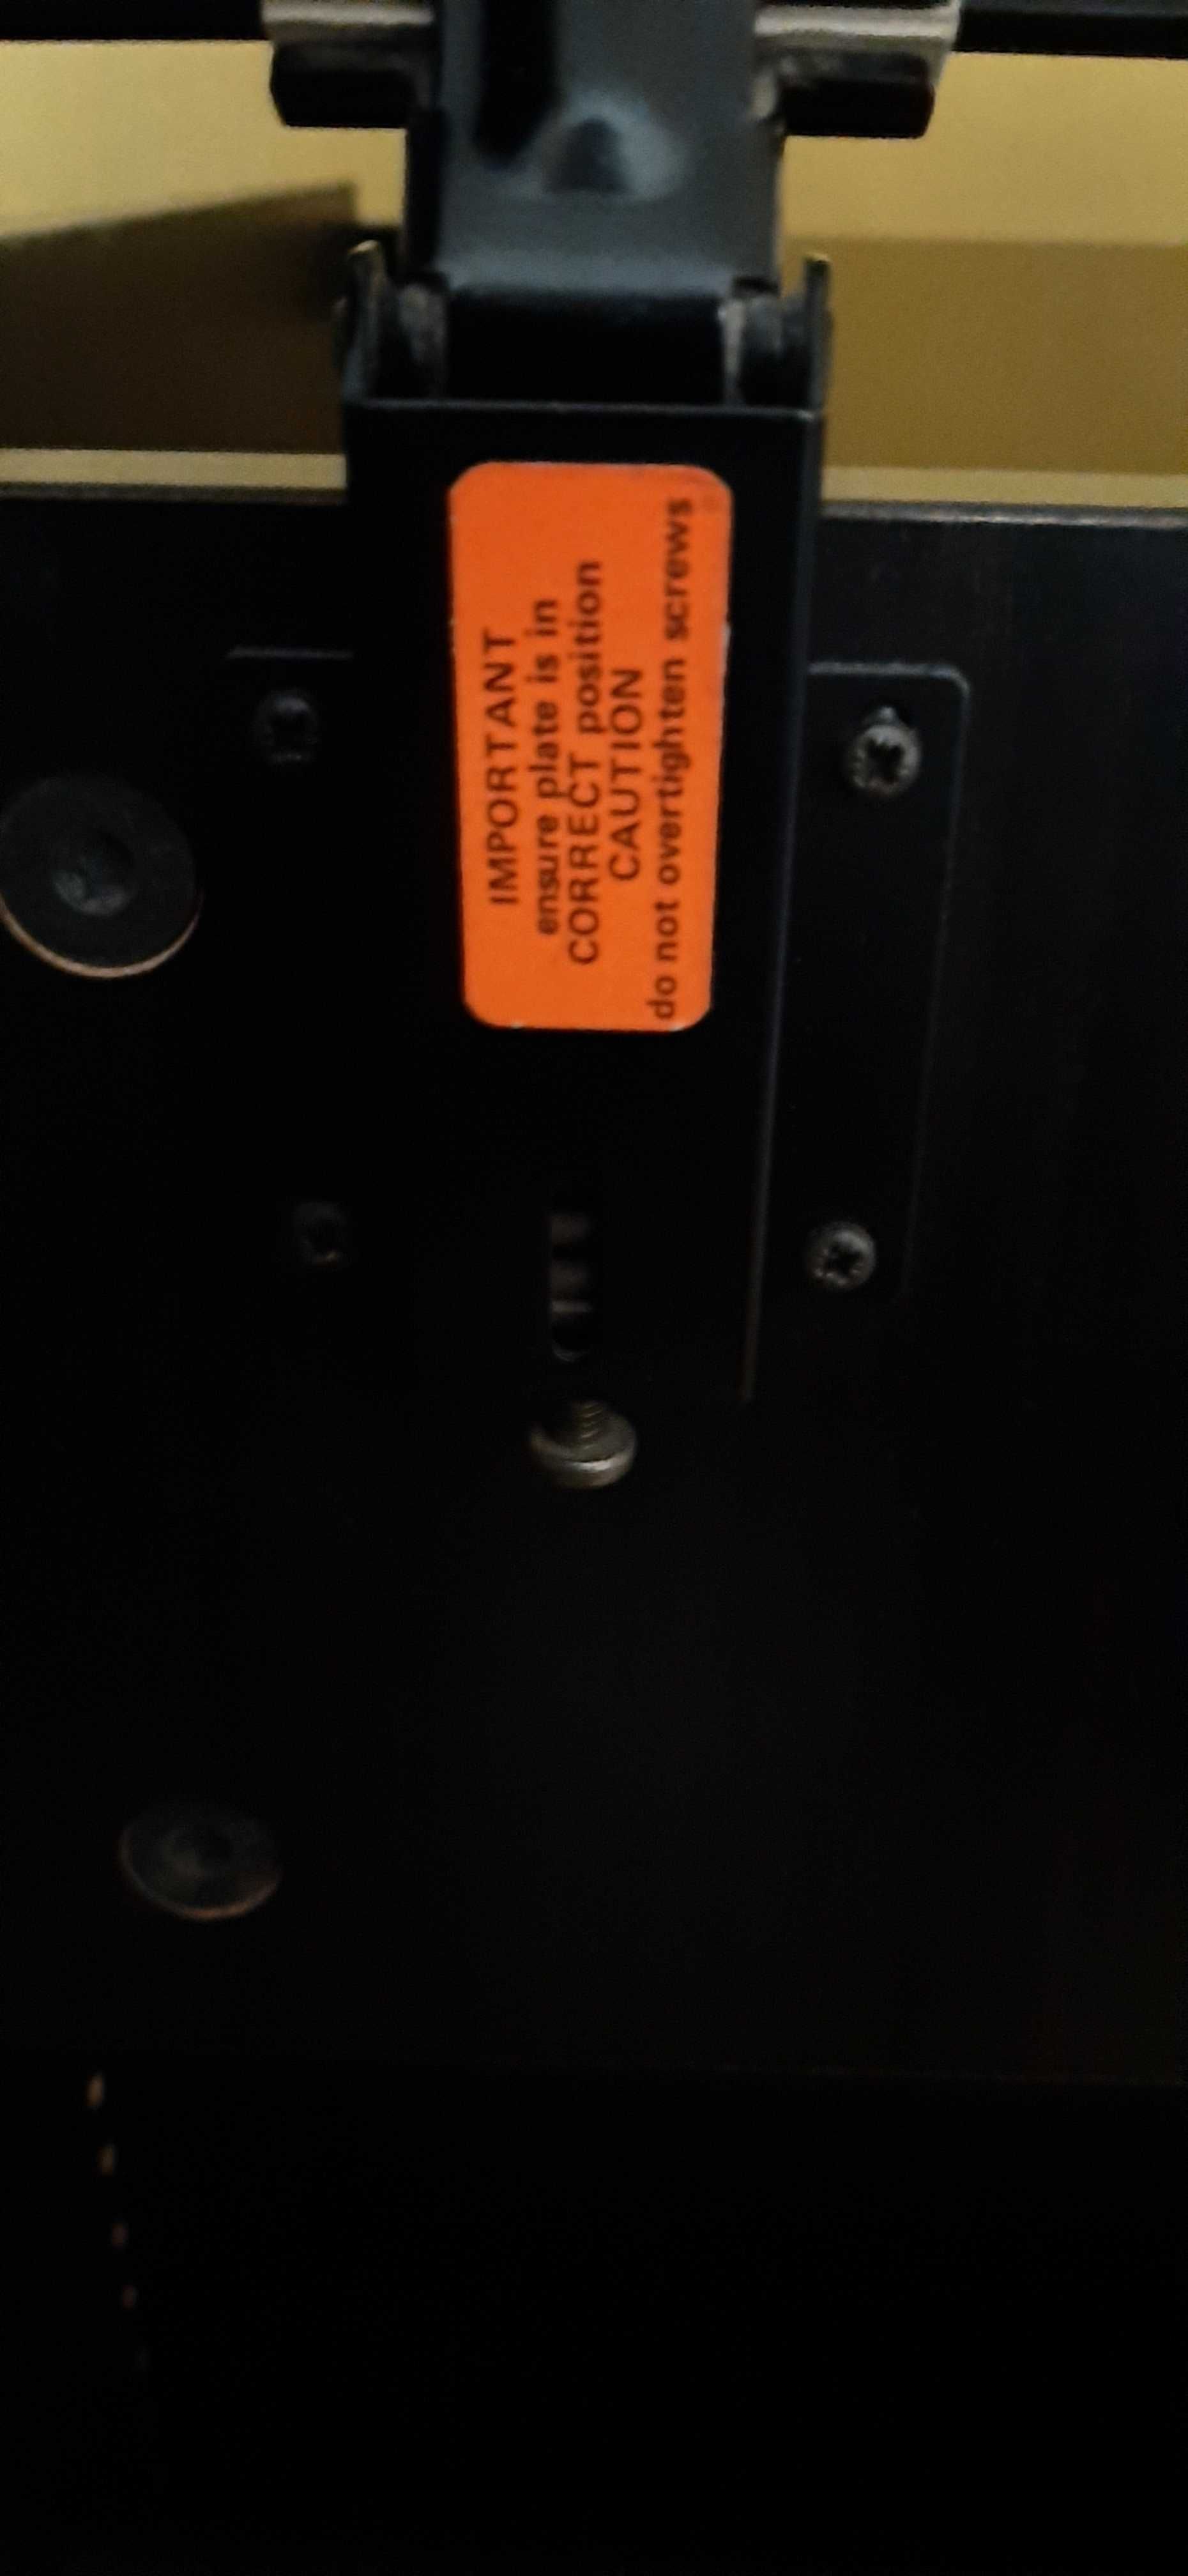 IMPORTANT
ensure plate is in
CORRECT position
CAUTION
do not overtighten screws